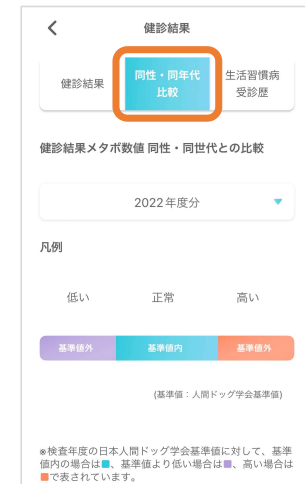 健診結果
健診結果
同性・同年代
比較
生活習慣病
受診歴
健診結果メタボ数値 同性・同世代との比較
2022年度分
凡例
低い 正常 高い
基準値外 基準値内 基準値外
(基準値：人間ドッグ学会基準値)
※検査年度の日本人間ドッグ学会基準値に対して、基準
値内の場合は■、基準値より低い場合は■、高い場合は
■で表されています。